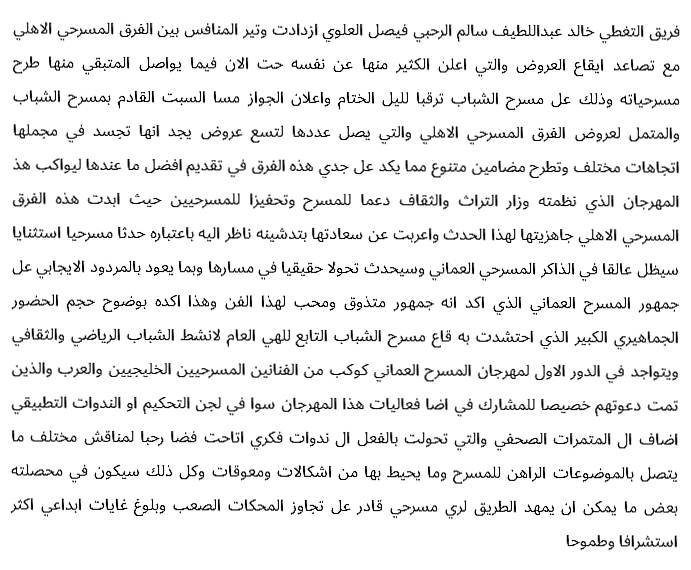 فريق التغطي خالد عبداللطيف سالم الرحبي فيصل العلوي ازدادت وتير المنافس بين الفرق المسرحي الاهلي
مع تصاعد ايقاع العروض والتي اعلن الكثير منها عن نفسه حت الان فيما يواصل المتبقي منها طرح
مسرحياته وذلك عل مسرح الشباب ترقبا لليل الختام واعلان الجواز مسا السبت القادم بمسرح الشباب
والمتمل لعروض الفرق المسرحي الاهلي والتي يصل عددها لتسع عروض يجد انها تجسد في مجملها
اتجاهات مختلف وتطرح مضامين متنوع مما يكد عل جدي هذه الفرق في تقديم افضل ما عندها ليواكب هذ
المهرجان الذي نظمته وزار التراث والثقاف دعما للمسرح وتحفيزا للمسرحيين حيث ابدت هذه الفرق
المسرحي الاهلي جاهزيتها لهذا الحدث واعربت عن سعادتها بتدشينه ناظر اليه باعتباره حدثا مسرحيا استثنايا
سيظل عالقا في الذاكر المسرحي العماني وسيحدث تحولا حقيقيا في مسارها وبما يعود بالمردود الايجابي عل
جمهور المسرح العماني الذي اكد انه جمهور متذوق ومحب لهذا الفن وهذا اكده بوضوح حجم الحضور
الجماهيري الكبير الذي احتشدت به قاع مسرح الشباب التابع للهي العام لانشط الشباب الرياضي والثقافي
ويتواجد في الدور الاول لمهرجان المسرح العماني كوكب من الفنانين المسرحيين الخليجيين والعرب والذين
تمت دعوتهم خصيصا للمشارك في اضا فعاليات هذا المهرجان سوا في لجن التحكيم او الندوات التطبيقي
اضاف ال المتمرات الصحفي والتي تحولت بالفعل ال ندوات فكري اتاحت فضا رحبا لمناقش مختلف ما
يتصل بالموضوعات الراهن للمسرح وما يحيط بها من اشكالات ومعوقات وكل ذلك سيكون في محصلته
بعض ما يمكن ان يمهد الطريق لري مسرحي قادر عل تجاوز المحكات الصعب وبلوغ غايات ابداعي اكثر
استشرافا وطموحا